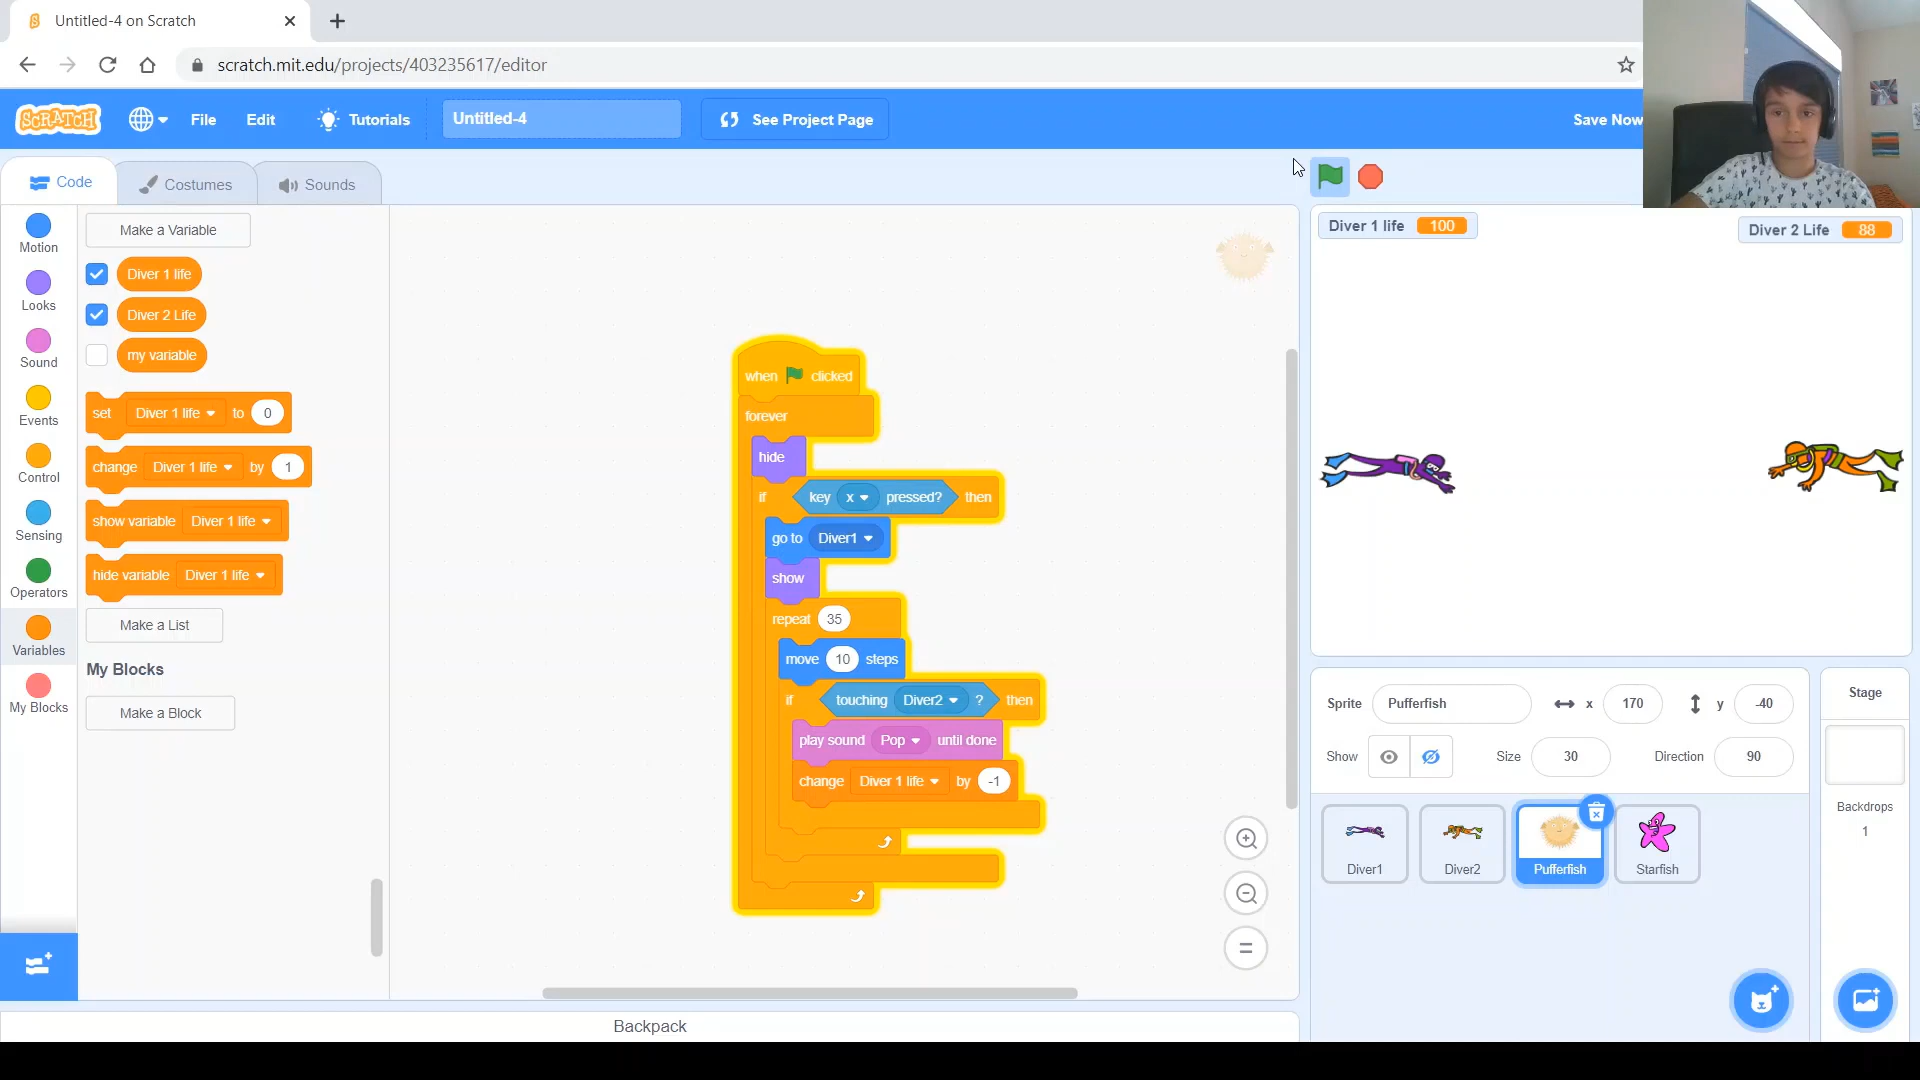 Untitled-4 on Scratch
scratch.mit.edu/projects/403235617/editor
SCRATCH
File
Edit
Tutorials
Untitled-4
See Project Page
Save Now
Code
Costumes
Sounds
Motion
Looks
Sound
Events
Control
Sensing
Operators
Variables
My Blocks
Make a Variable
Diver 1 life
Diver 2 Life
my variable
set Diver 1 life to 0
change Diver 1 life by 1
show variable Diver 1 life
hide variable Diver 1 life
Make a List
My Blocks
Make a Block
when clicked
forever
hide
if key x pressed? then
go to Diver1
show
repeat 35
move 10 steps
if touching Diver2 ? then
play sound Pop until done
change Diver 1 life by -1
Backpack
Diver 1 life 100
Diver 2 Life 88
Sprite Pufferfish x 170 y -40
Show Size 30 Direction 90
Diver1
Diver2
Pufferfish
Starfish
Stage
Backdrops
1